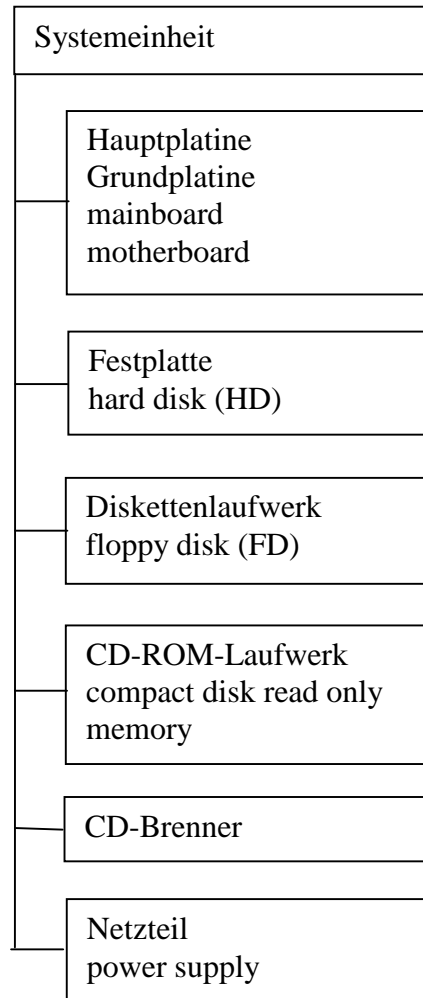 Systemeinheit
Hauptplatine
Grundplatine
mainboard
motherboard
Festplatte
hard disk (HD)
Diskettenlaufwerk
floppy disk (FD)
CD-ROM-Laufwerk
compact disk read only
memory
CD-Brenner
Netzteil
power supply